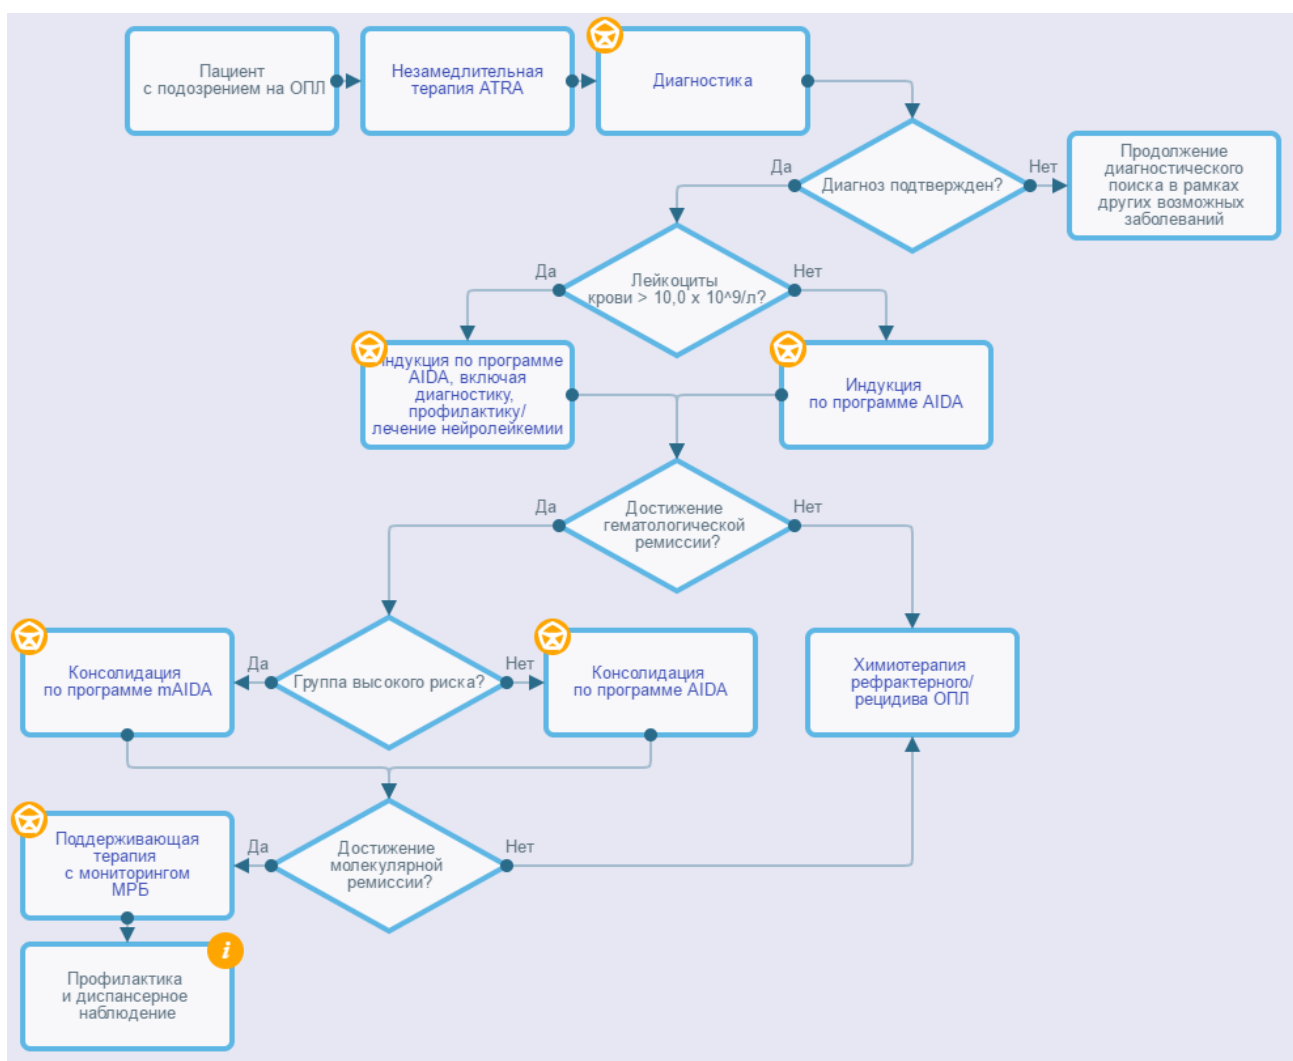 Пациент
с подозрением на ОПЛ
Незамедлительная
терапия ATRA
Диагностика
Диагноз подтвержден?
Да
Нет
Продолжение
диагностического
поиска в рамках
других возможных
заболеваний
Лейкоциты
крови > 10,0 x 10^9/л?
Да
Нет
Индукция по программе
AIDA, включая
диагностику,
профилактику/
лечение нейролейкемии
Индукция
по программе AIDA
Достижение
гематологической
ремиссии?
Да
Нет
Консолидация
по программе mAIDA
Да
Группа высокого риска?
Нет
Консолидация
по программе AIDA
Химиотерапия
рефрактерного/
рецидива ОПЛ
Поддерживающая
терапия
с мониторингом
МРБ
Да
Достижение
молекулярной
ремиссии?
Нет
i
Профилактика
и диспансерное
наблюдение